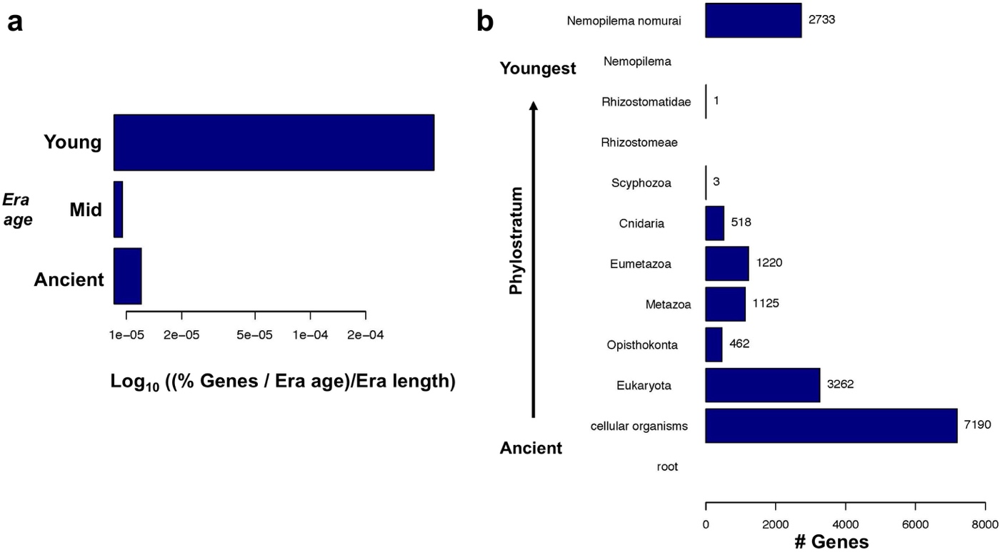 a
Young
Era
age
Mid
Ancient
1e−05 2e−05 5e−05 1e−04 2e−04
Log10 ((% Genes / Era age)/Era length)
b
Nemopilema nomurai 2733
Youngest
Nemopilema
Rhizostomatidae 1
Rhizostomeae
Scyphozoa 3
Phylostratum
Cnidaria 518
Eumetazoa 1220
Metazoa 1125
Opisthokonta 462
Eukaryota 3262
cellular organisms 7190
Ancient
root
0 2000 4000 6000 8000
# Genes